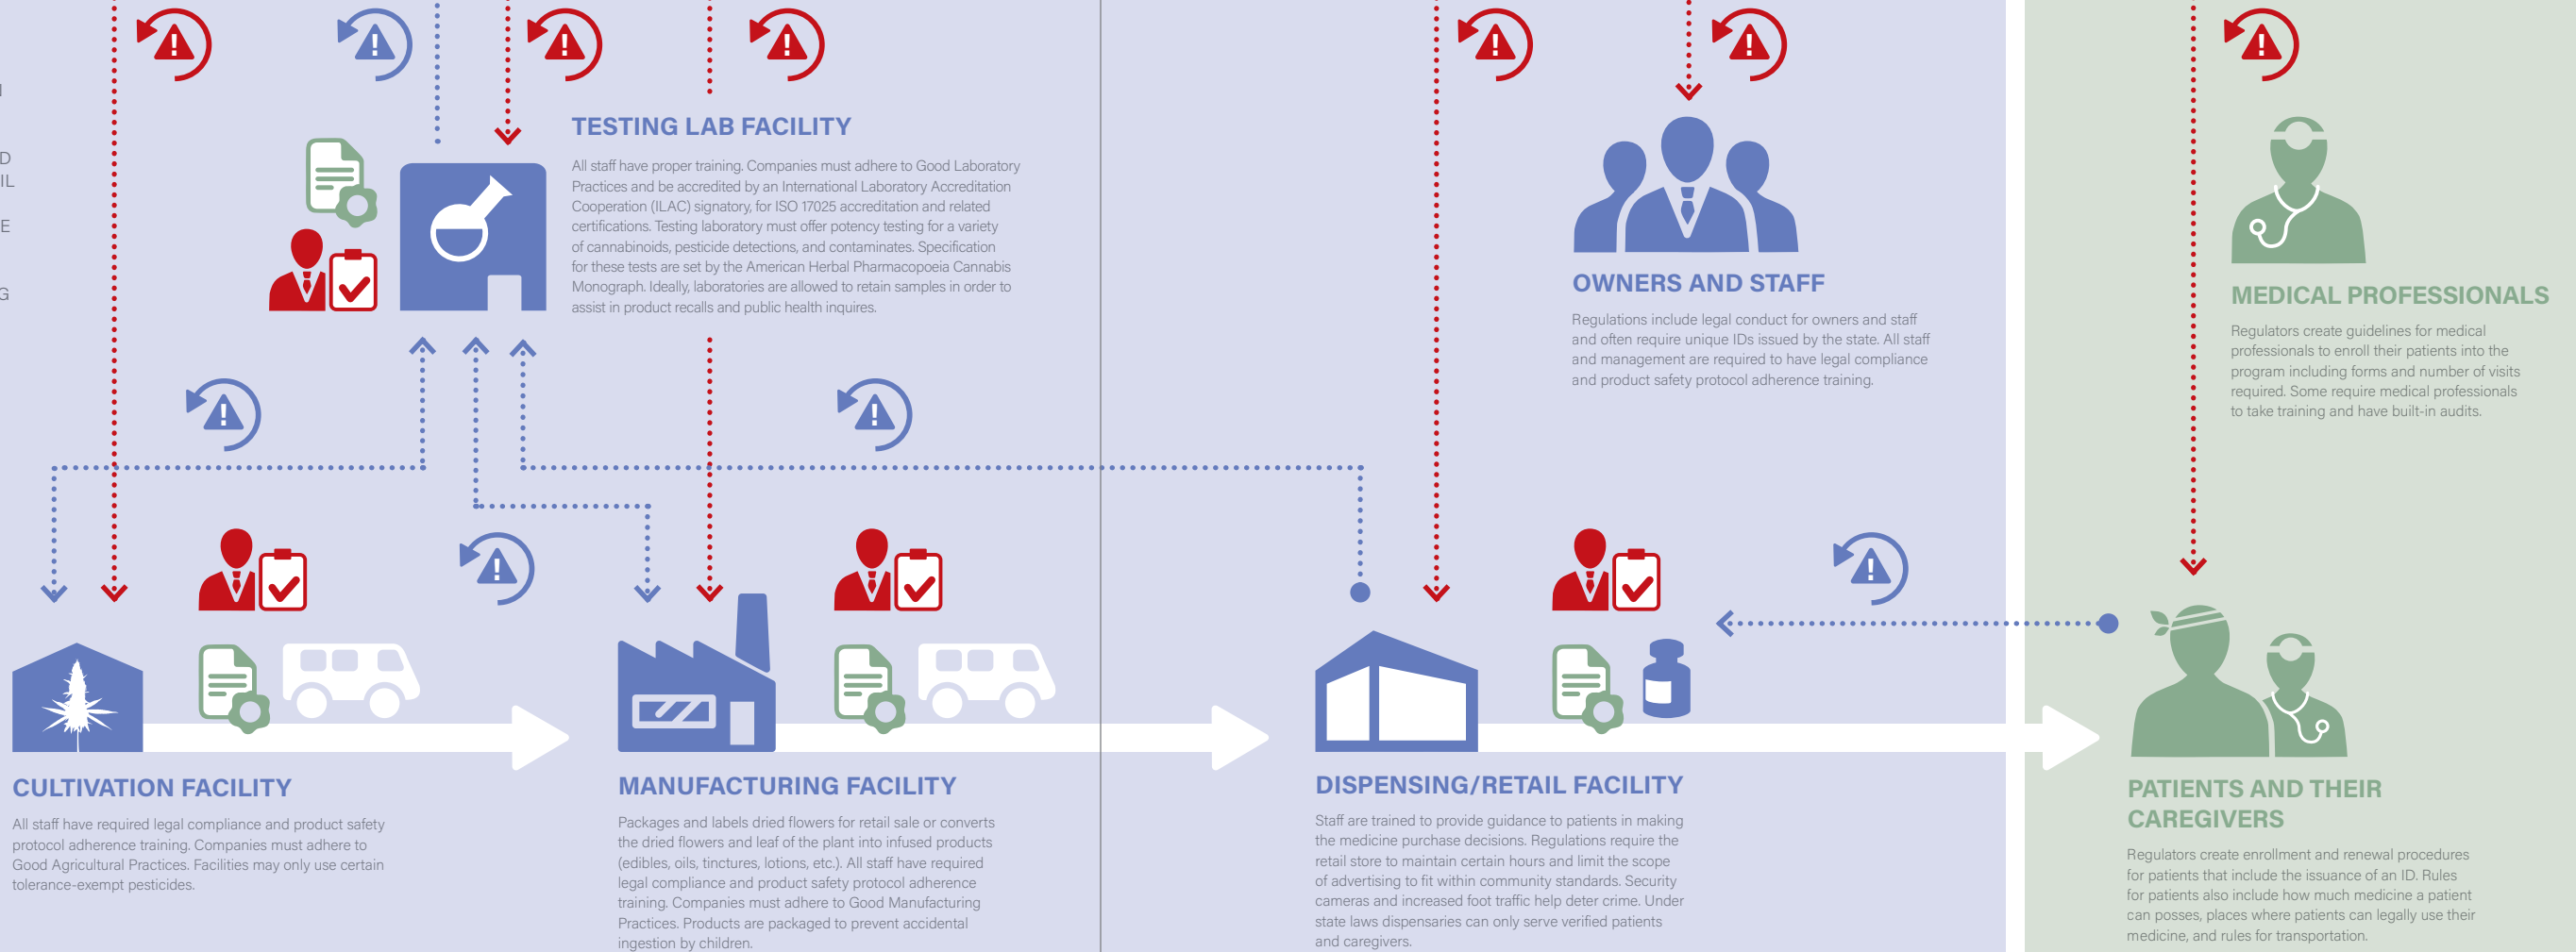 N
D
IL
E
G
TESTING LAB FACILITY
All staff have proper training. Companies must adhere to Good Laboratory
Practices and be accredited by an International Laboratory Accreditation
Cooperation (ILAC) signatory, for ISO 17025 accreditation and related
certifications. Testing laboratory must offer potency testing for a variety
of cannabinoids, pesticide detections, and contaminates. Specification
for these tests are set by the American Herbal Pharmacopoeia Cannabis
Monograph. Ideally, laboratories are allowed to retain samples in order to
assist in product recalls and public health inquires.
OWNERS AND STAFF
Regulations include legal conduct for owners and staff
and often require unique IDs issued by the state. All staff
and management are required to have legal compliance
and product safety protocol adherence training.
MEDICAL PROFESSIONALS
Regulators create guidelines for medical
professionals to enroll their patients into the
program including forms and number of visits
required. Some require medical professionals
to take training and have built-in audits.
CULTIVATION FACILITY
All staff have required legal compliance and product safety
protocol adherence training. Companies must adhere to
Good Agricultural Practices. Facilities may only use certain
tolerance-exempt pesticides.
MANUFACTURING FACILITY
Packages and labels dried flowers for retail sale or converts
the dried flowers and leaf of the plant into infused products
(edibles, oils, tinctures, lotions, etc.). All staff have required
legal compliance and product safety protocol adherence
training. Companies must adhere to Good Manufacturing
Practices. Products are packaged to prevent accidental
ingestion by children.
DISPENSING/RETAIL FACILITY
Staff are trained to provide guidance to patients in making
the medicine purchase decisions. Regulations require the
retail store to maintain certain hours and limit the scope
of advertising to fit within community standards. Security
cameras and increased foot traffic help deter crime. Under
state laws dispensaries can only serve verified patients
and caregivers.
PATIENTS AND THEIR
CAREGIVERS
Regulators create enrollment and renewal procedures
for patients that include the issuance of an ID. Rules
for patients also include how much medicine a patient
can posses, places where patients can legally use their
medicine, and rules for transportation.